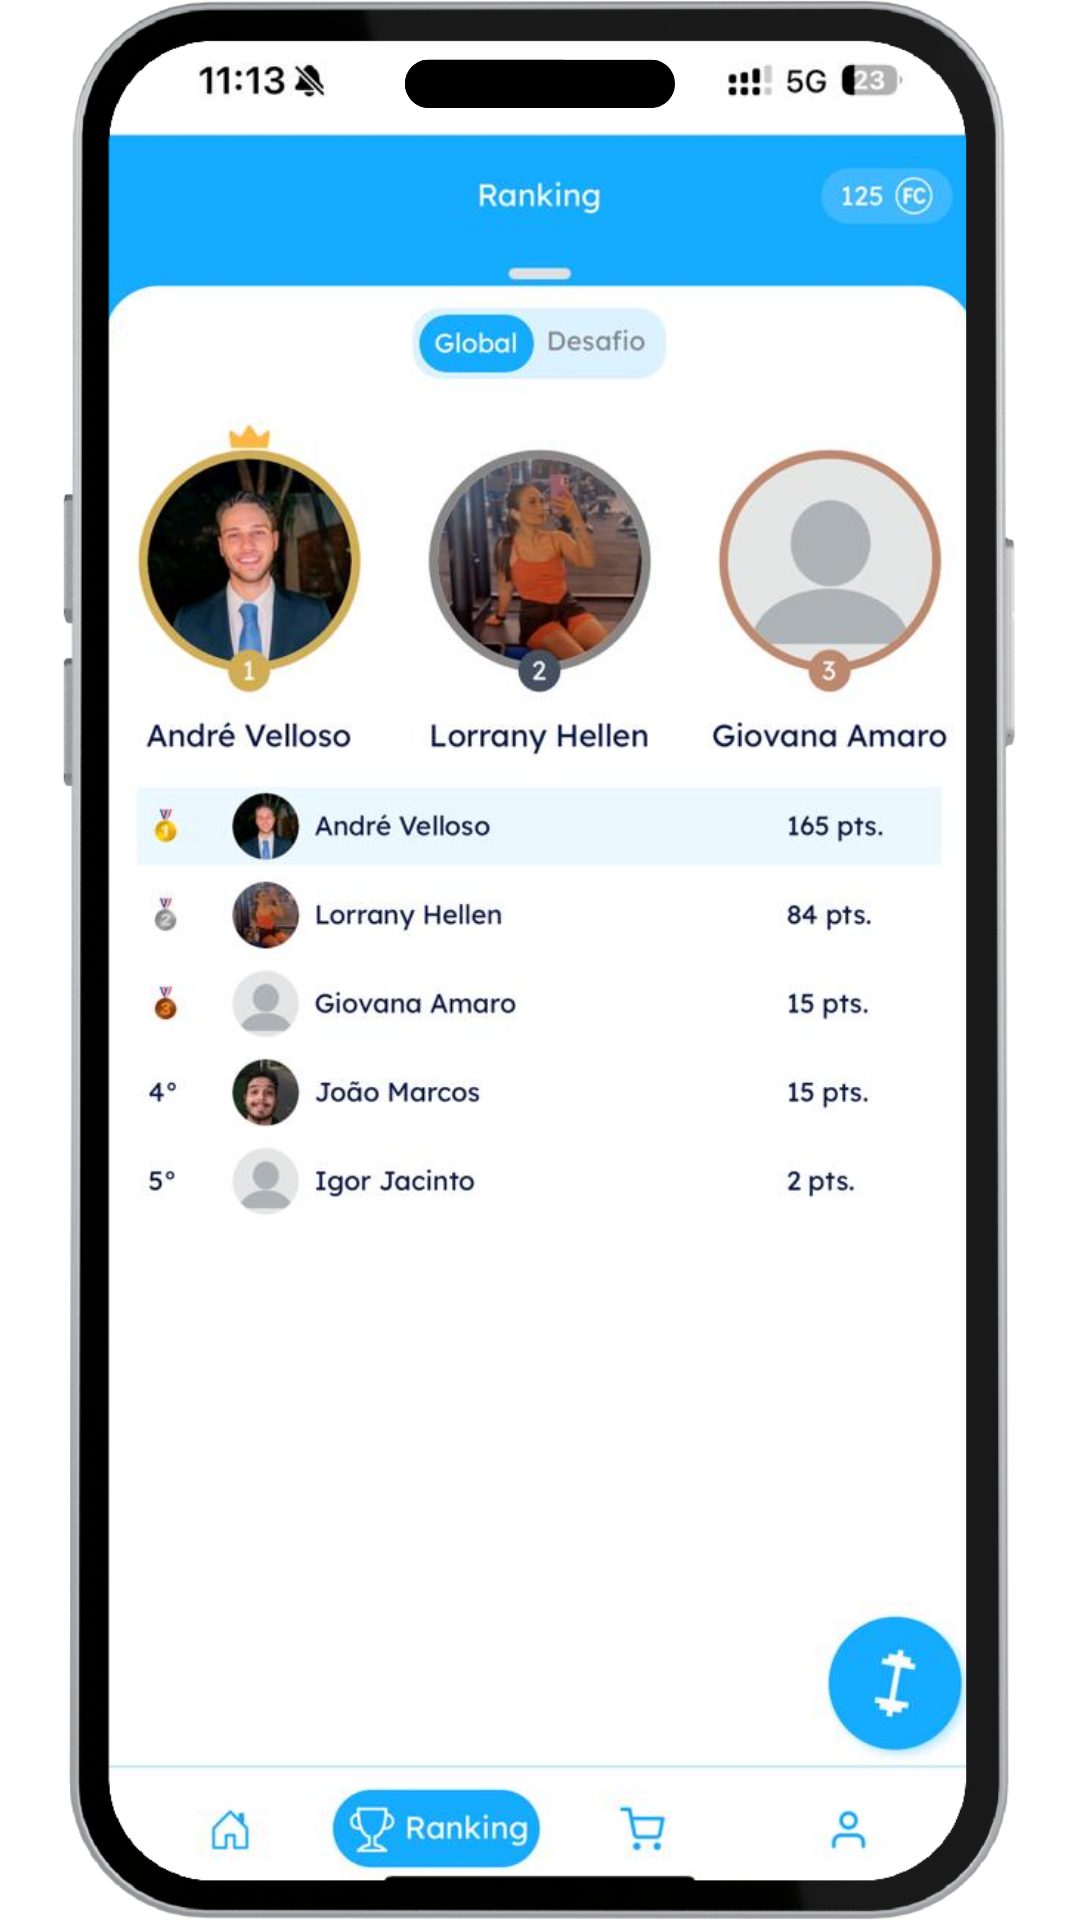 11:13 5G 23
Ranking 125 FC
Global Desafio
1 2 3
André Velloso Lorrany Hellen Giovana Amaro
1 André Velloso 165 pts.
2 Lorrany Hellen 84 pts.
3 Giovana Amaro 15 pts.
4° João Marcos 15 pts.
5° Igor Jacinto 2 pts.
Ranking